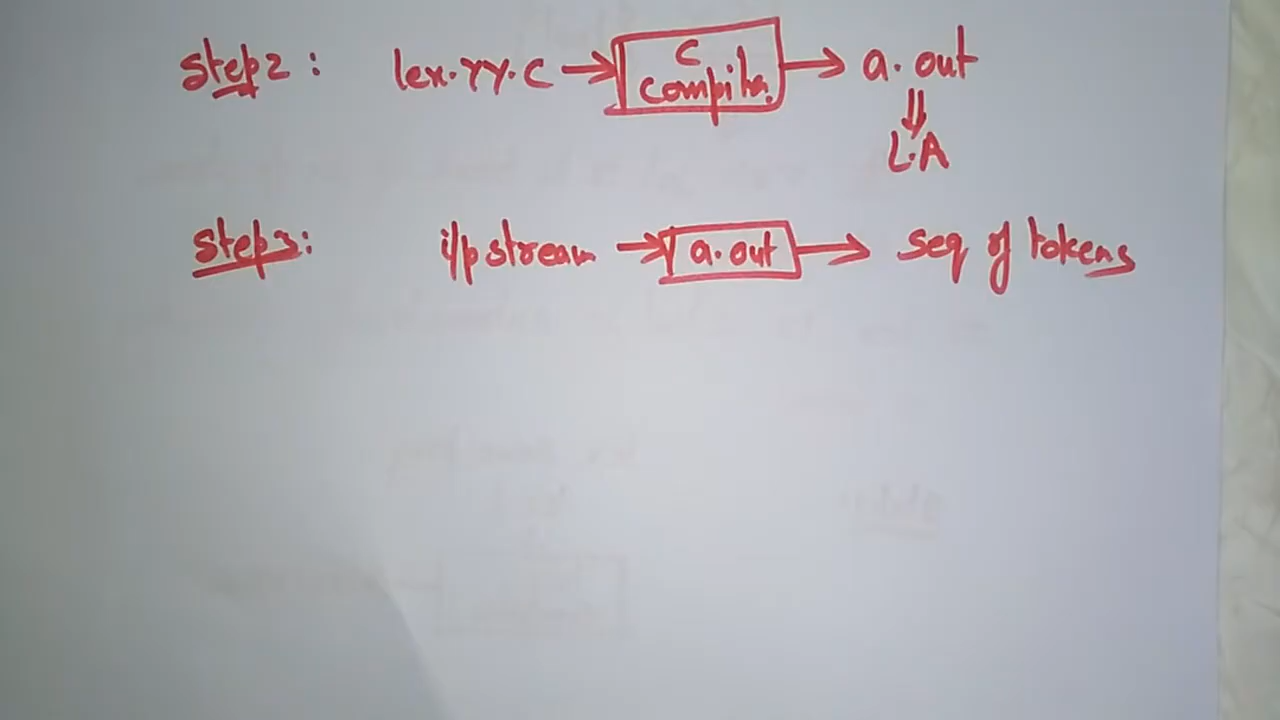 Step2 : lex.yy.c → C → a.out
compiler
⇓
L.A
Step3: i/p stream → a.out → seq of tokens